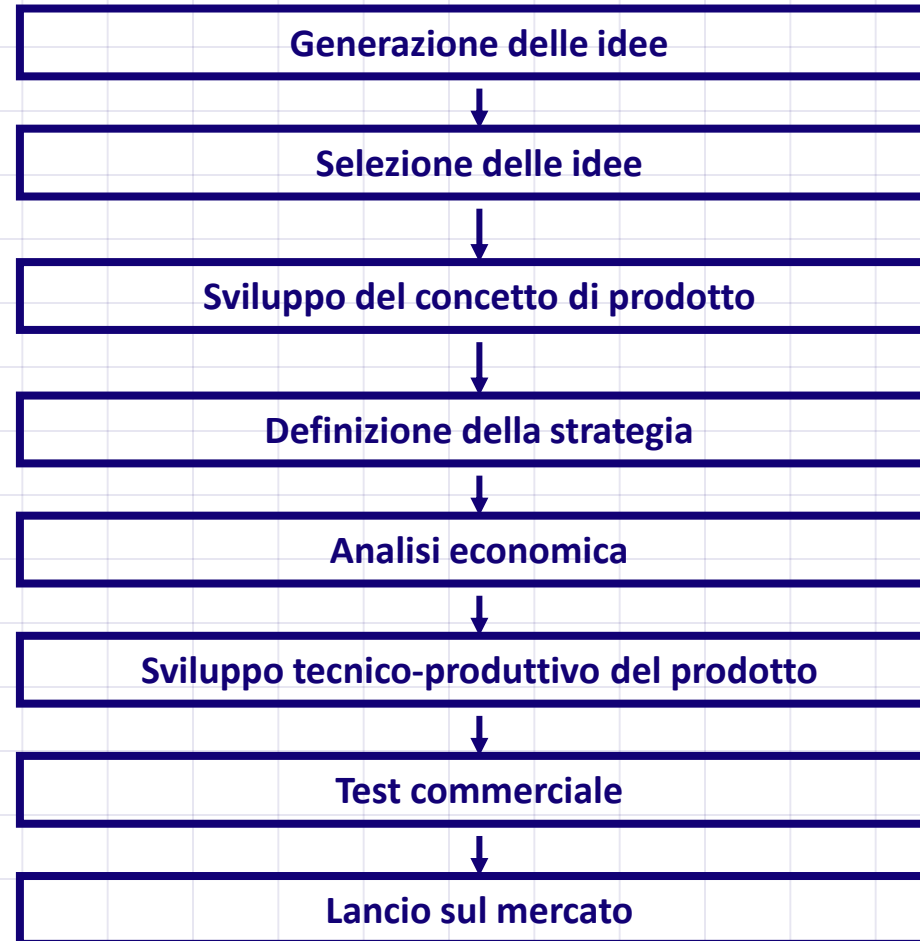 Generazione delle idee
Selezione delle idee
Sviluppo del concetto di prodotto
Definizione della strategia
Analisi economica
Sviluppo tecnico-produttivo del prodotto
Test commerciale
Lancio sul mercato